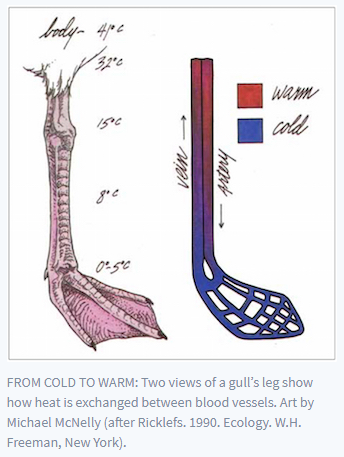 body - 41°C
32°C
15°C
8°C
0°-5°C
vein
artery
warm
cold
FROM COLD TO WARM: Two views of a gull's leg show
how heat is exchanged between blood vessels. Art by
Michael McNelly (after Ricklefs. 1990. Ecology. W.H.
Freeman, New York).